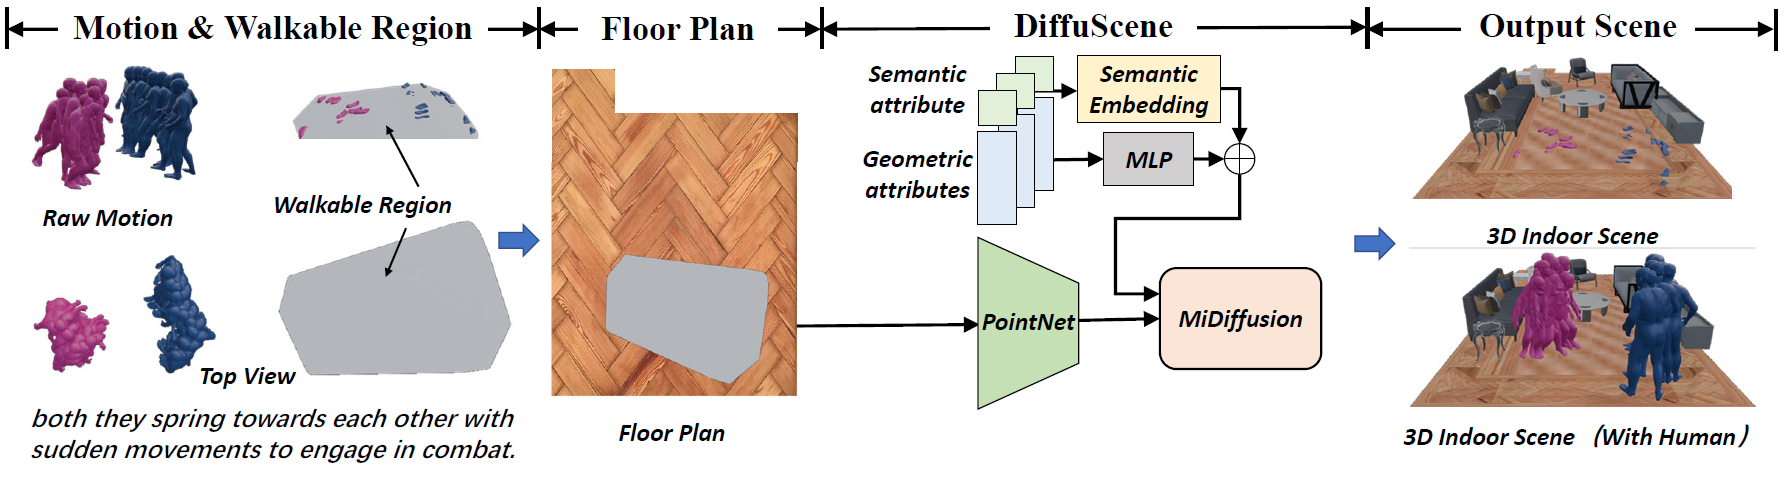 Motion & Walkable Region
Floor Plan
DiffuScene
Output Scene
Raw Motion
Walkable Region
Top View
both they spring towards each other with
sudden movements to engage in combat.
Floor Plan
Semantic
attribute
Semantic
Embedding
Geometric
attributes
MLP
PointNet
MiDiffusion
3D Indoor Scene
3D Indoor Scene（With Human）